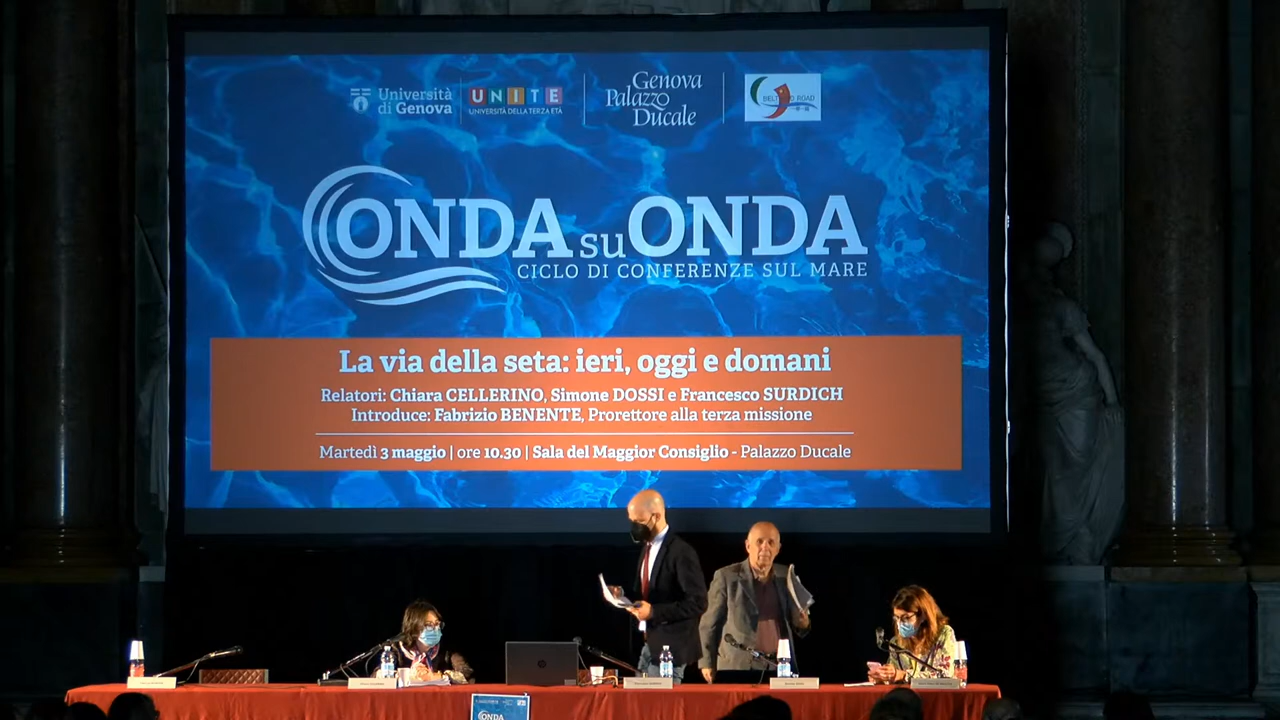 Università
di Genova
UNITE
UNIVERSITÀ DELLA TERZA ETÀ
Genova
Palazzo
Ducale
ROAD
ONDA su ONDA
CICLO DI CONFERENZE SUL MARE
La via della seta: ieri, oggi e domani
Relatori: Chiara CELLERINO, Simone DOSSI e Francesco SURDICH
Introduce: Fabrizio BENENTE, Prorettore alla terza missione
Martedì 3 maggio | ore 10.30 | Sala del Maggior Consiglio - Palazzo Ducale
ONDA